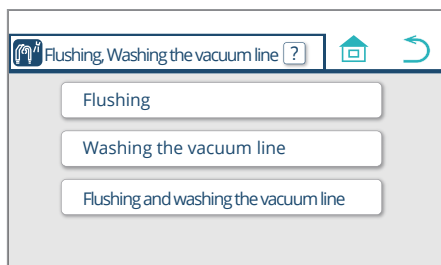 Flushing, Washing the vacuum line ?
Flushing
Washing the vacuum line
Flushing and washing the vacuum line